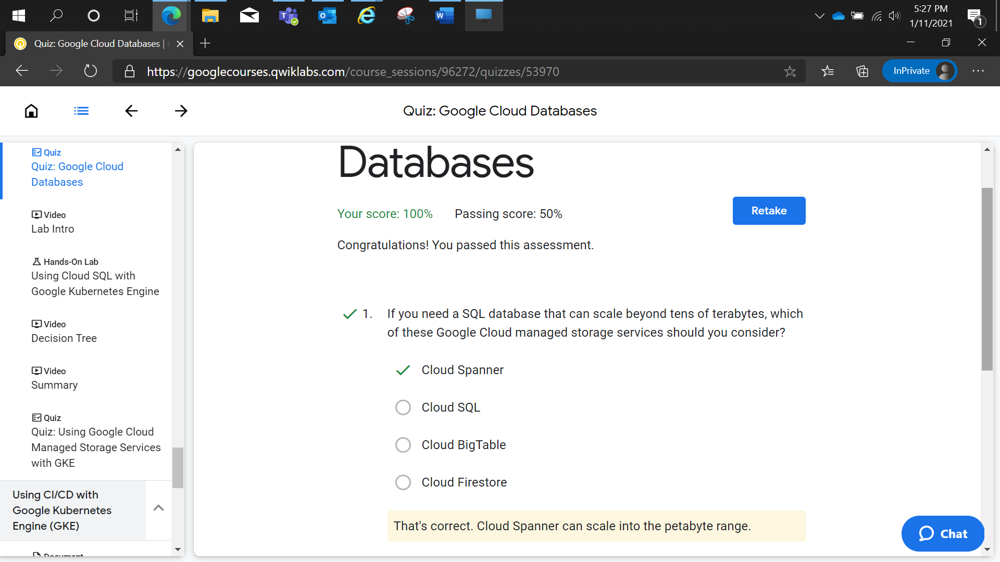 5:27 PM
1/11/2021
1
Quiz: Google Cloud Databases |
https://googlecourses.qwiklabs.com/course_sessions/96272/quizzes/53970
InPrivate
Quiz: Google Cloud Databases
Quiz
Quiz: Google Cloud
Databases
Video
Lab Intro
Hands-On Lab
Using Cloud SQL with
Google Kubernetes Engine
Video
Decision Tree
Video
Summary
Quiz
Quiz: Using Google Cloud
Managed Storage Services
with GKE
Using CI/CD with
Google Kubernetes
Engine (GKE)
Document
Databases
Your score: 100% Passing score: 50%
Retake
Congratulations! You passed this assessment.
1. If you need a SQL database that can scale beyond tens of terabytes, which
of these Google Cloud managed storage services should you consider?
Cloud Spanner
Cloud SQL
Cloud BigTable
Cloud Firestore
That's correct. Cloud Spanner can scale into the petabyte range.
Chat